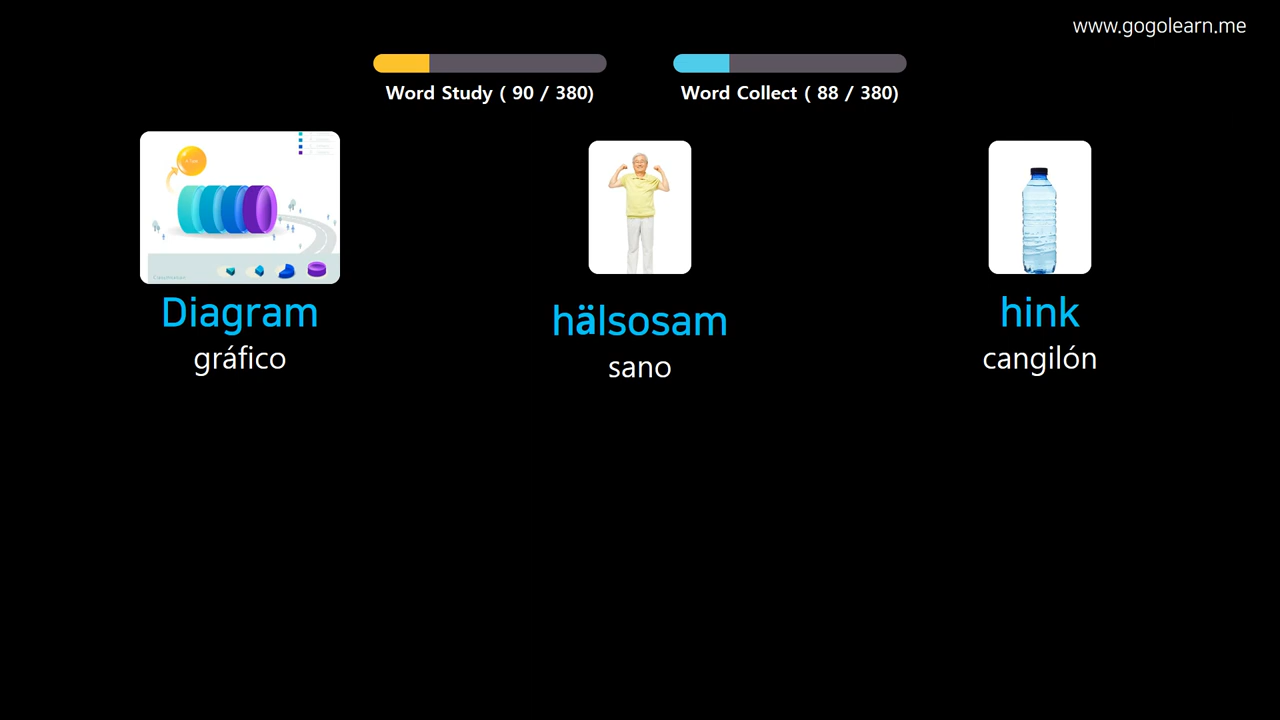 www.gogolearn.me
Word Study ( 90 / 380)
Word Collect ( 88 / 380)
Diagram
gráfico
hälsosam
sano
hink
cangilón